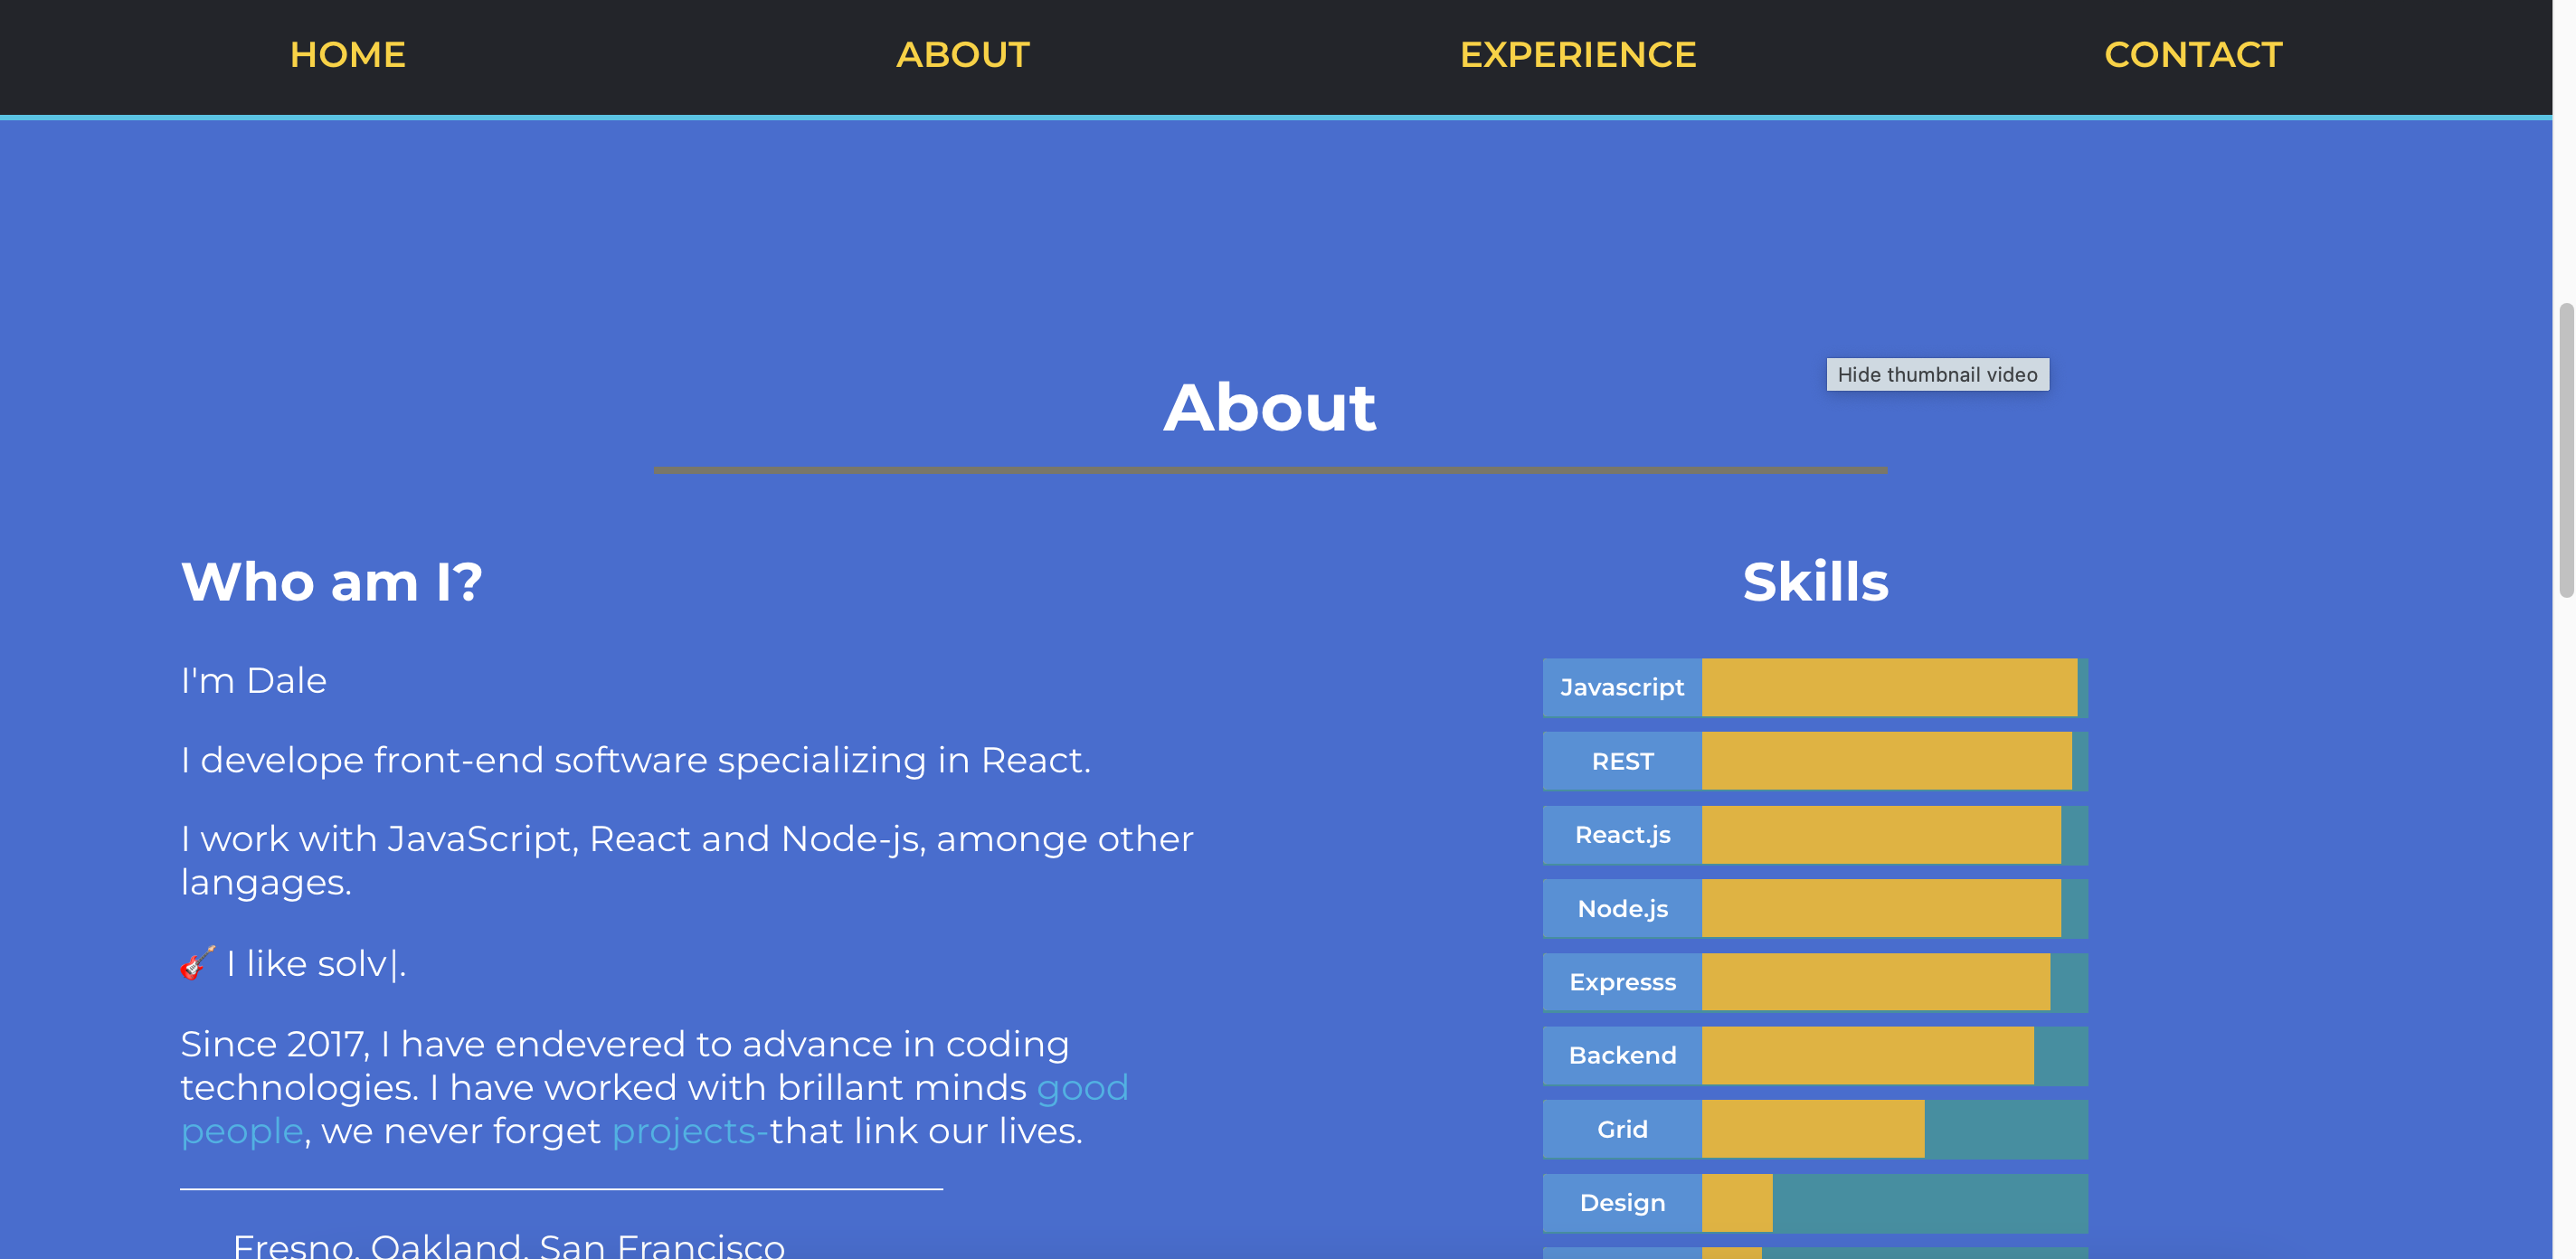 HOME ABOUT EXPERIENCE CONTACT
Hide thumbnail video
About
Who am I?
I'm Dale
I develope front-end software specializing in React.
I work with JavaScript, React and Node-js, amonge other
langages.
🎸 I like solv|.
Since 2017, I have endevered to advance in coding
technologies. I have worked with brillant minds good
people, we never forget projects-that link our lives.
Fresno, Oakland, San Francisco
Skills
Javascript
REST
React.js
Node.js
Expresss
Backend
Grid
Design